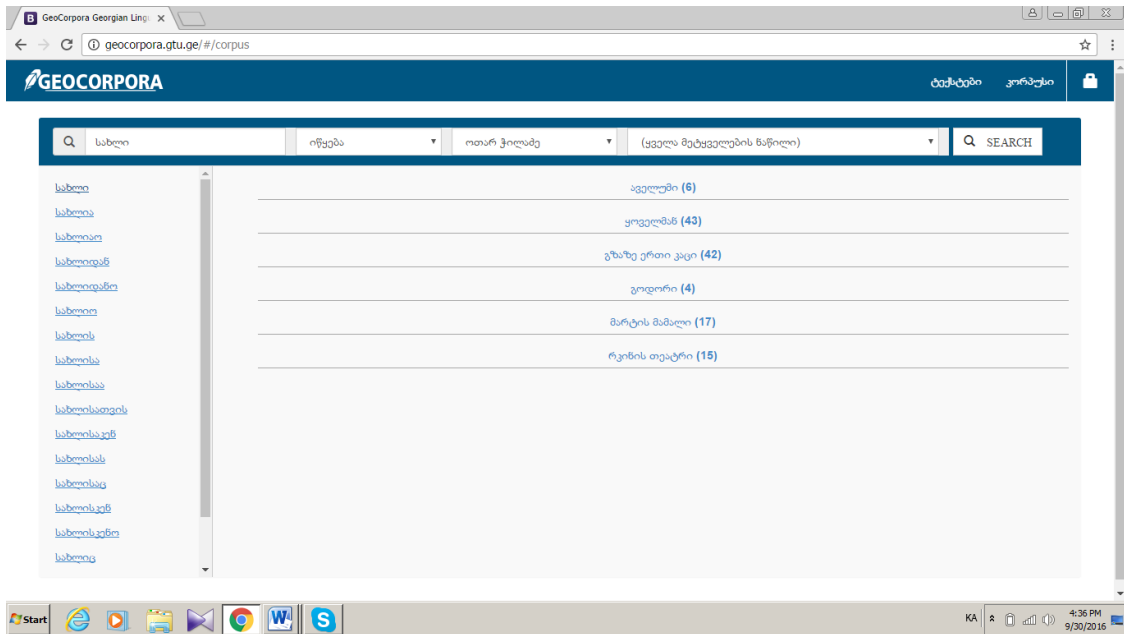 GeoCorpora Georgian Lingu
geocorpora.gtu.ge/#/corpus
GEOCORPORA
ტექსტები კორპუსი
სახლი იწყება ოთარ ჭილაძე (ყველა მეტყველების ნაწილი) SEARCH
სახლი
სახლია
სახლიაო
სახლიდან
სახლიდანო
სახლიო
სახლის
სახლისა
სახლისაა
სახლისათვის
სახლისაკენ
სახლისას
სახლისაც
სახლისკენ
სახლისკენო
სახლიც
აველუმი (6)
ყოველმან (43)
გზაზე ერთი კაცი (42)
გოდორი (4)
მარტის მამალი (17)
რკინის თეატრი (15)
Start
KA
4:36 PM
9/30/2016